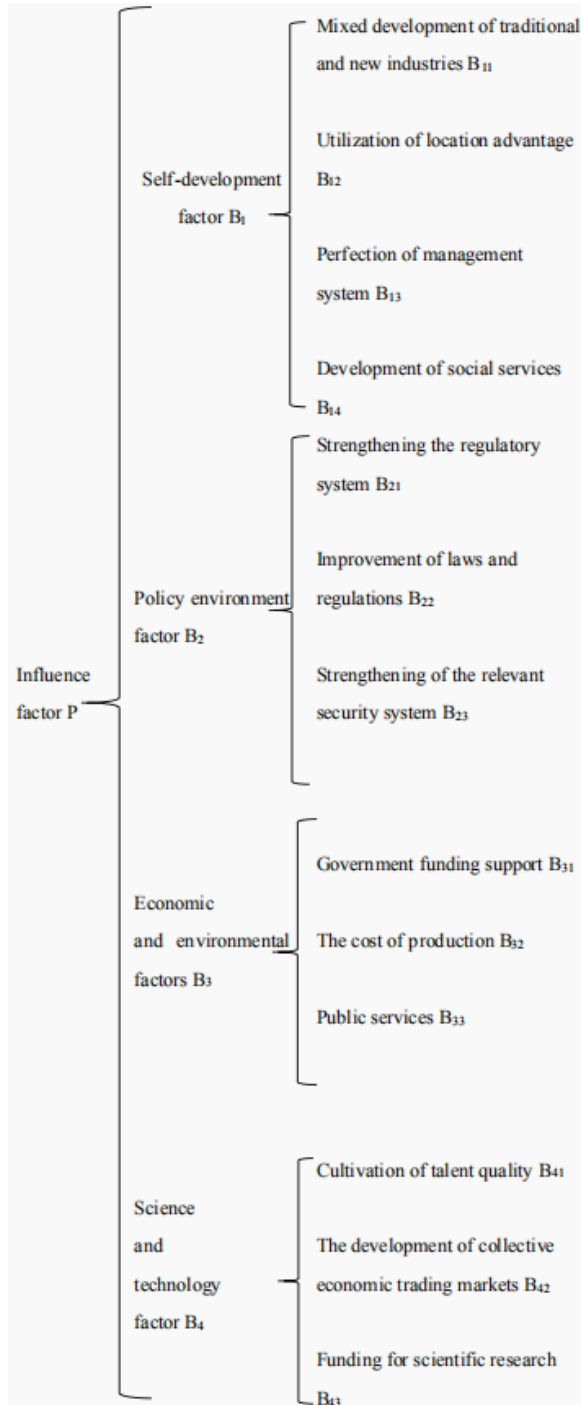 Mixed development of traditional
and new industries B₁₁
Utilization of location advantage
B₁₂
Self-development
factor B₁
Perfection of management
system B₁₃
Development of social services
B₁₄
Strengthening the regulatory
system B₂₁
Improvement of laws and
regulations B₂₂
Policy environment
factor B₂
Strengthening of the relevant
security system B₂₃
Influence
factor P
Government funding support B₃₁
Economic
and environmental
factors B₃
The cost of production B₃₂
Public services B₃₃
Cultivation of talent quality B₄₁
Science
and
technology
factor B₄
The development of collective
economic trading markets B₄₂
Funding for scientific research
B₄₃